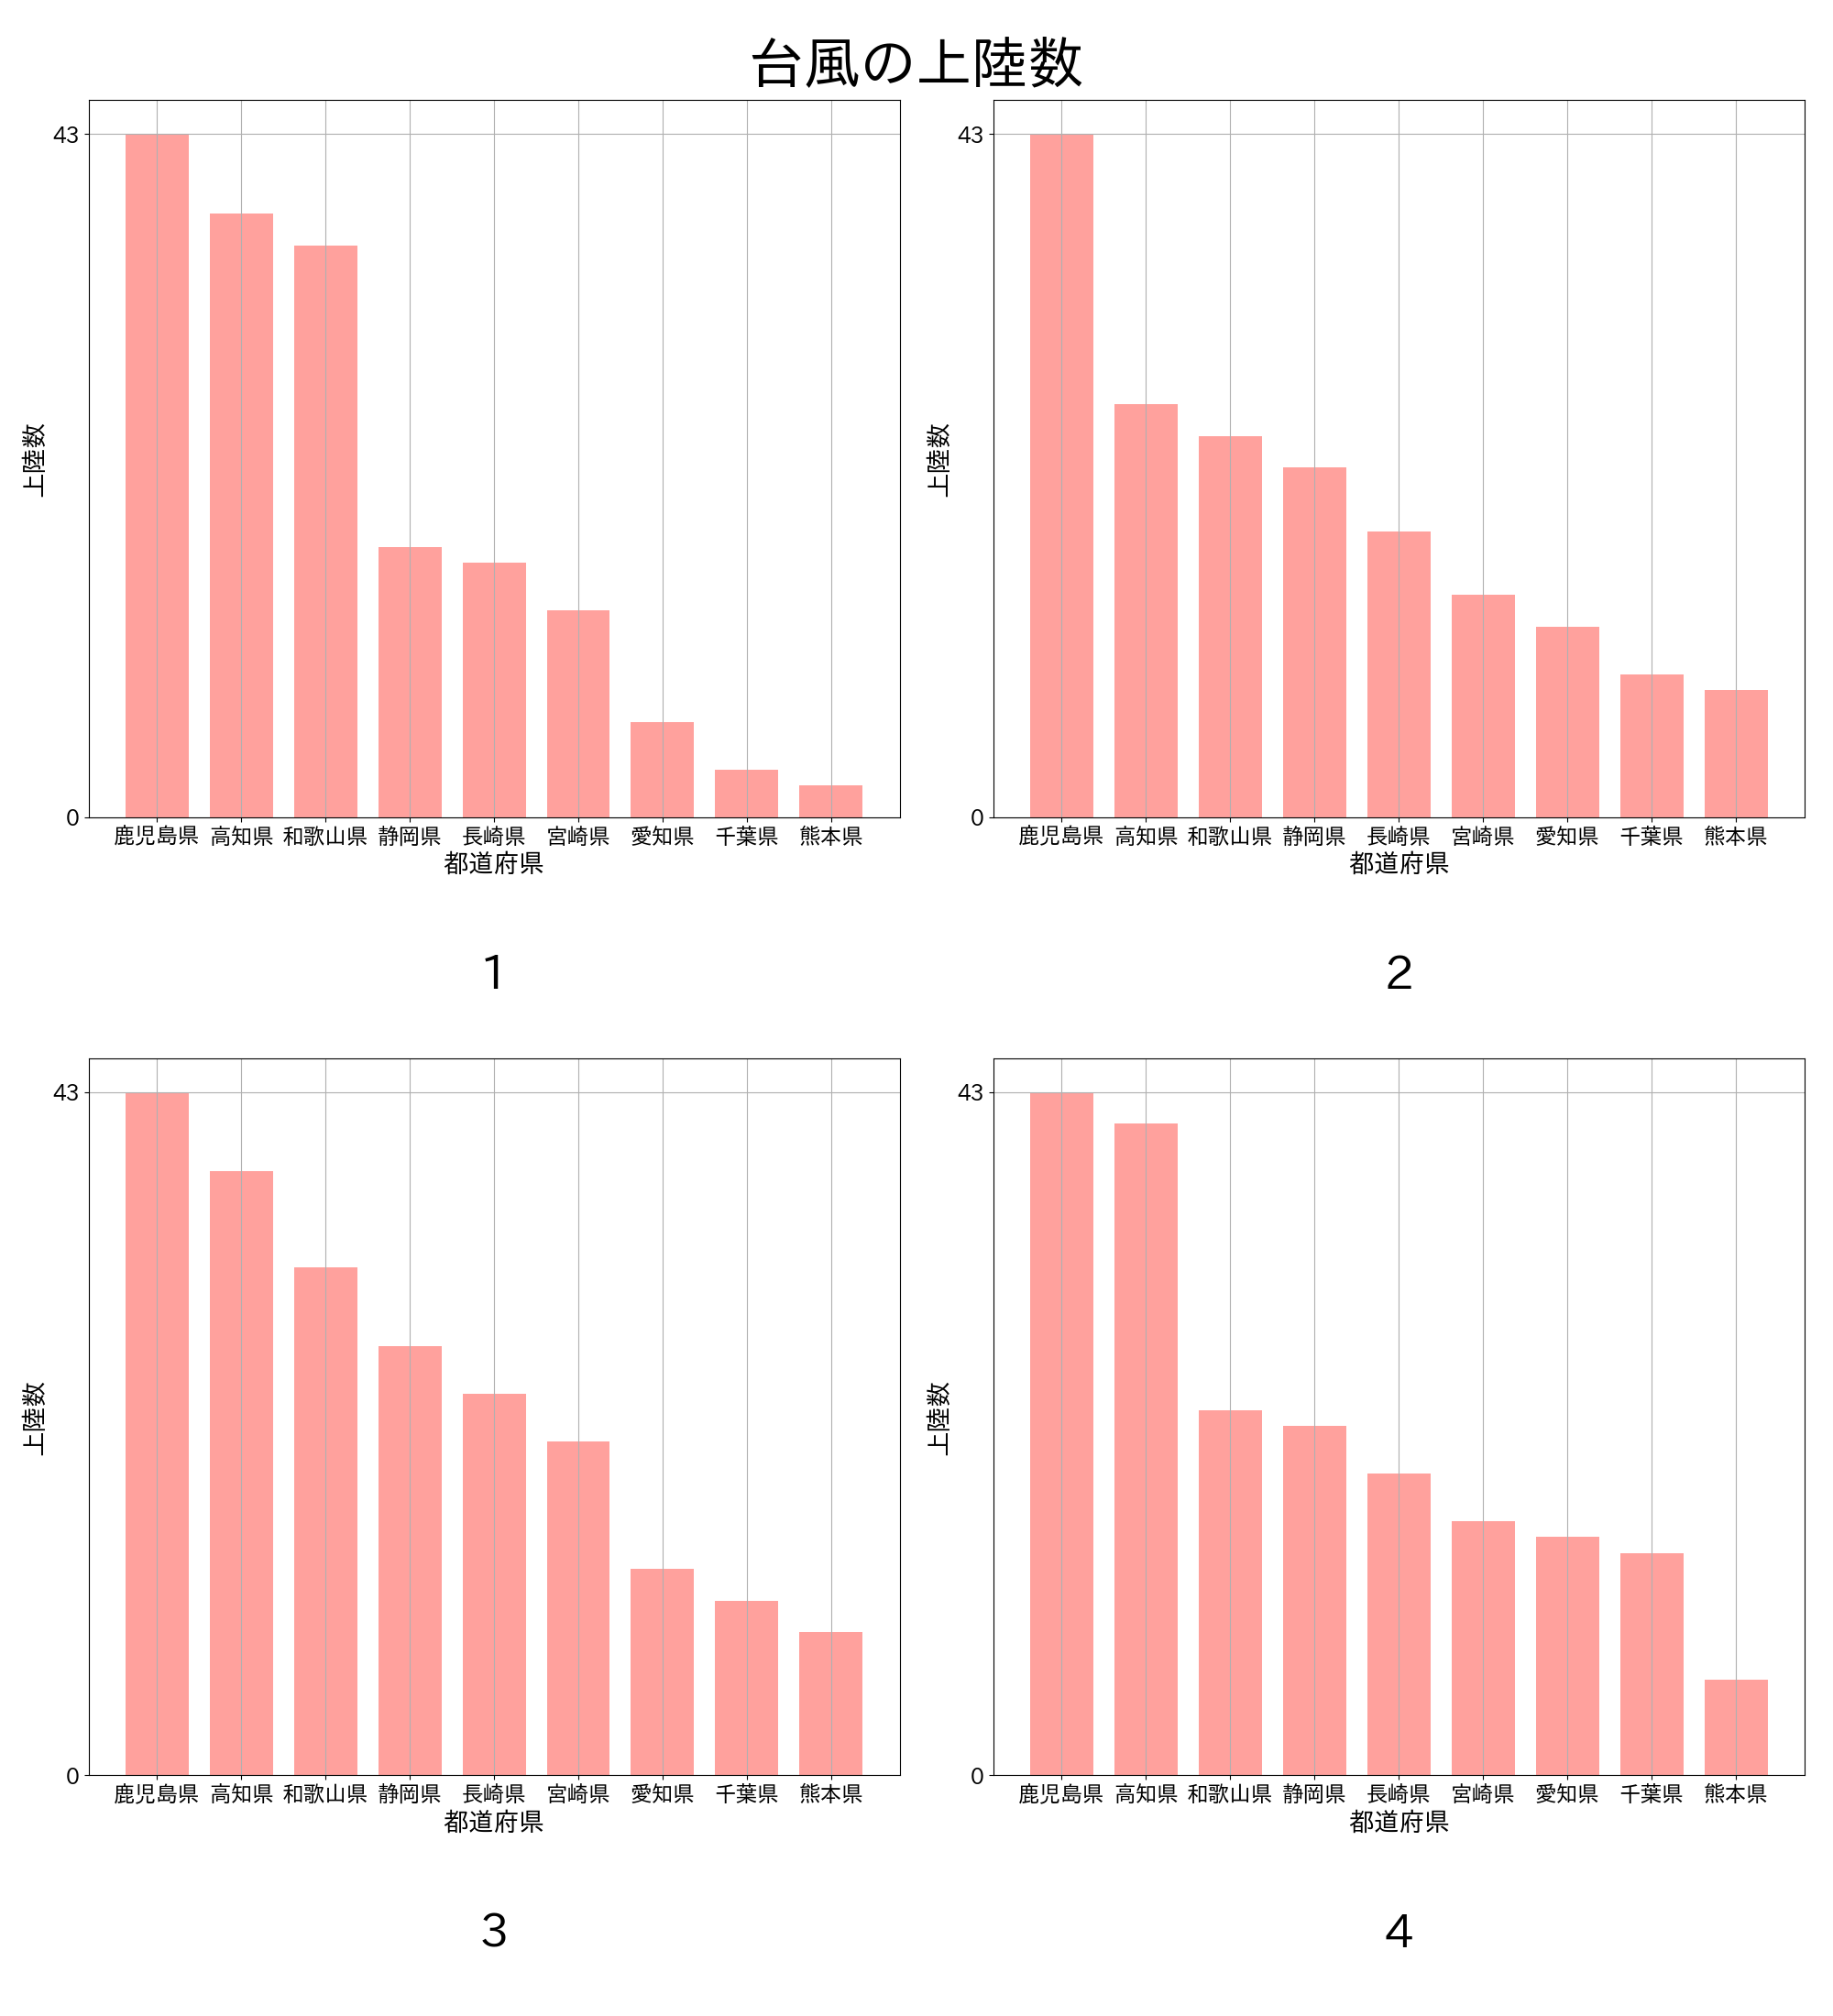 台風の上陸数
43
0
上陸数
鹿児島県 高知県 和歌山県 静岡県 長崎県 宮崎県 愛知県 千葉県 熊本県
都道府県
1
43
0
上陸数
鹿児島県 高知県 和歌山県 静岡県 長崎県 宮崎県 愛知県 千葉県 熊本県
都道府県
2
43
0
上陸数
鹿児島県 高知県 和歌山県 静岡県 長崎県 宮崎県 愛知県 千葉県 熊本県
都道府県
3
43
0
上陸数
鹿児島県 高知県 和歌山県 静岡県 長崎県 宮崎県 愛知県 千葉県 熊本県
都道府県
4